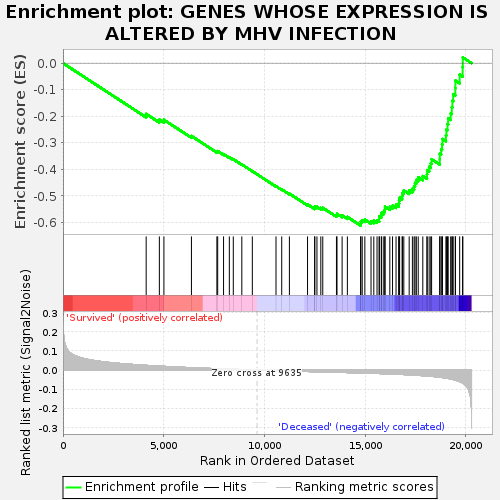 Enrichment plot: GENES WHOSE EXPRESSION IS
ALTERED BY MHV INFECTION
Enrichment score (ES)
0.0
-0.1
-0.2
-0.3
-0.4
-0.5
-0.6
'Survived' (positively correlated)
Ranked list metric (Signal2Noise)
0.3
0.2
0.1
0.0
-0.1
-0.2
-0.3
Zero cross at 9635
'Deceased' (negatively correlated)
0
5,000
10,000
15,000
20,000
Rank in Ordered Dataset
Enrichment profile
Hits
Ranking metric scores